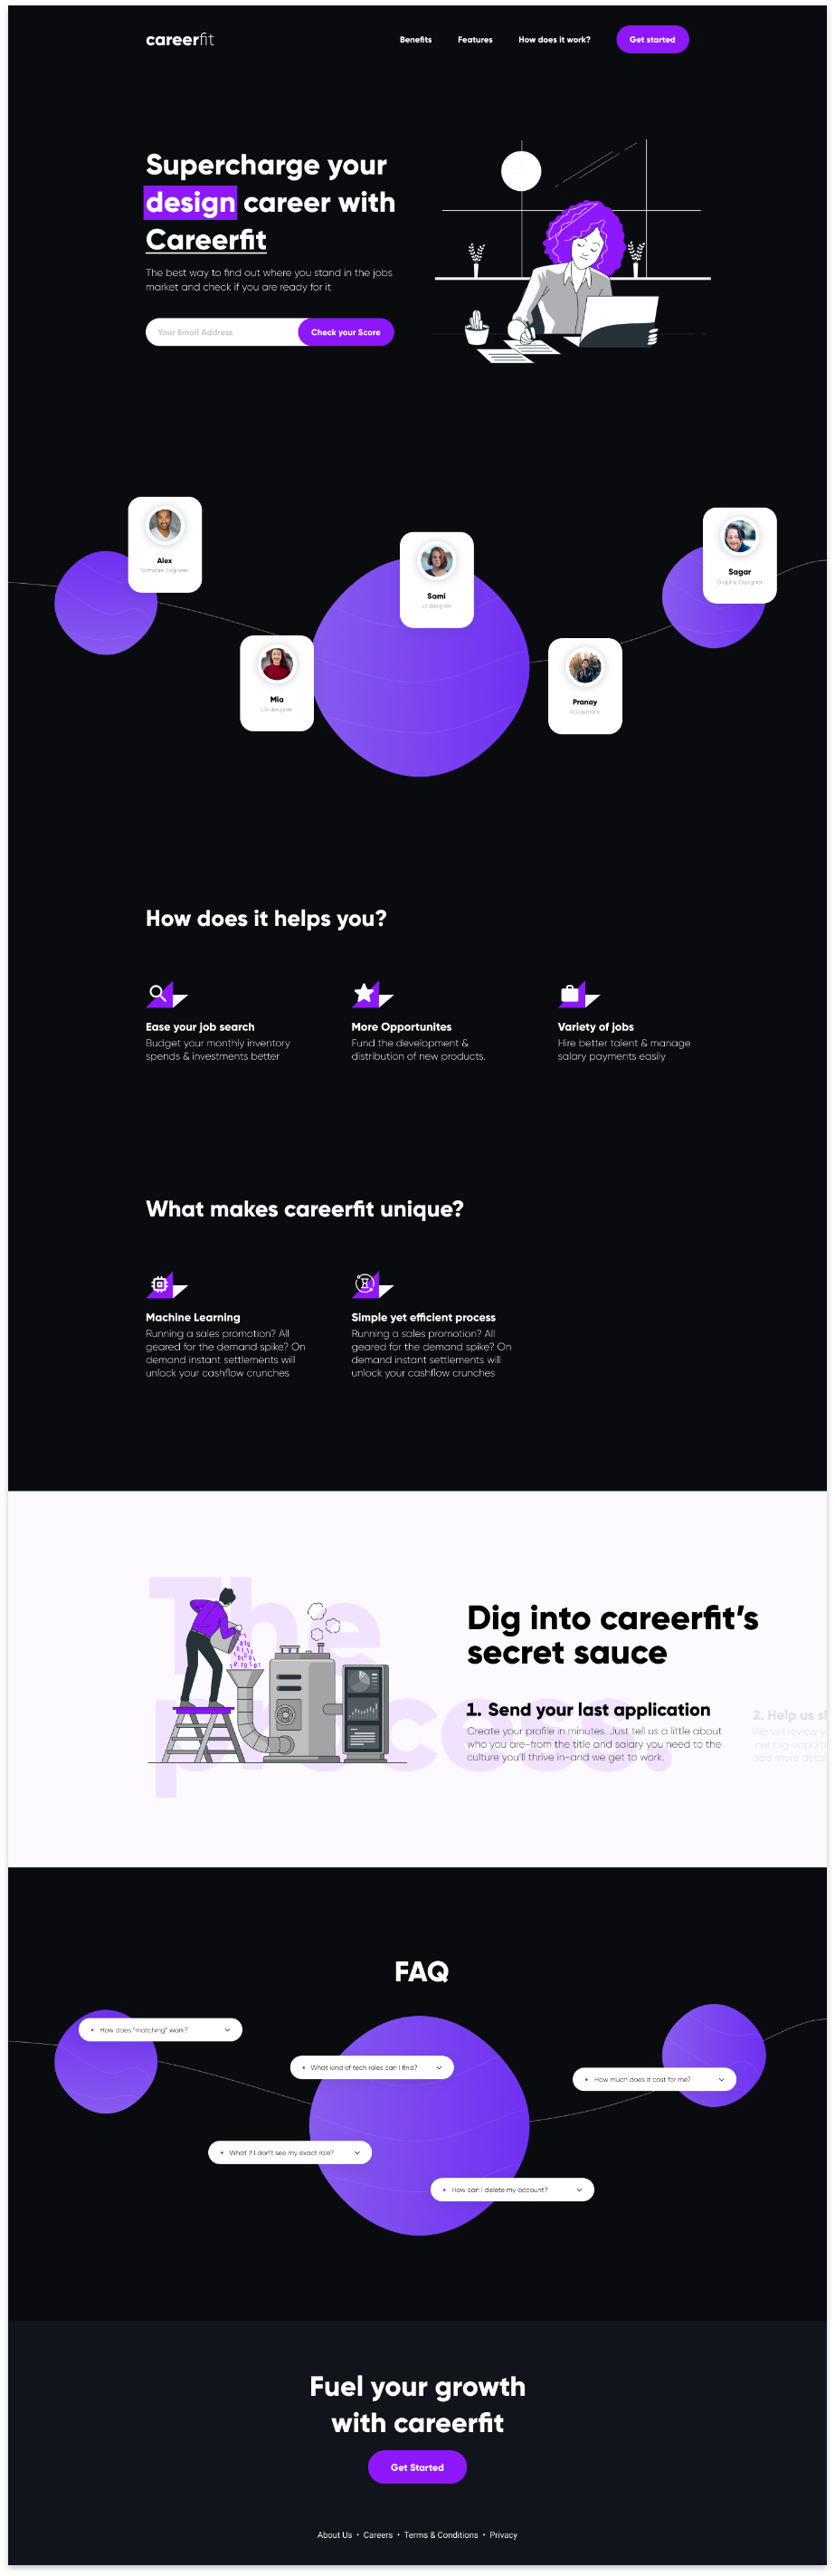 careerfit
Benefits
Features
How does it work?
Get started
Supercharge your
design career with
Careerfit
The best way to find out where you stand in the jobs
market and check if you are ready for it
Your Email Address
Check your Score
Alex
Software Engineer
Sami
UI designer
Sagar
Graphic Designer
Mia
UX designer
Pranay
Accountant
How does it helps you?
Ease your job search
Budget your monthly inventory
spends & investments better
More Opportunites
Fund the development &
distribution of new products.
Variety of jobs
Hire better talent & manage
salary payments easily
What makes careerfit unique?
Machine Learning
Running a sales promotion? All
geared for the demand spike? On
demand instant settlements will
unlock your cashflow crunches
Simple yet efficient process
Running a sales promotion? All
geared for the demand spike? On
demand instant settlements will
unlock your cashflow crunches
The
process.
Dig into careerfit's
secret sauce
1. Send your last application
Create your profile in minutes. Just tell us a little about
who you are-from the title and salary you need to the
culture you'll thrive in-and we get to work.
2. Help us
We will review
net big
add more
FAQ
How does "matching" work?
What kind of tech roles can I find?
How much does it cost for me?
What if I don't see my exact role?
How can I delete my account?
Fuel your growth
with careerfit
Get Started
About Us • Careers • Terms & Conditions • Privacy